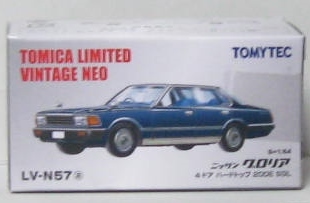 TOMICA LIMITED
VINTAGE NEO
TOMYTEC
S=1/64
ニッサン グロリア
4ドア ハードトップ 200E SGL
LV-N57 a